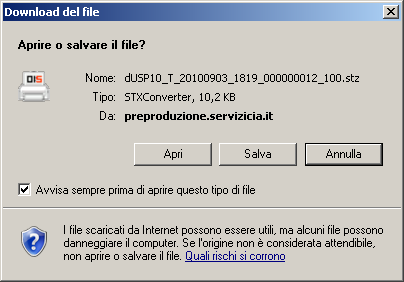 Download del file
Aprire o salvare il file?
DIS
Nome: dUSP10_T_20100903_1819_000000012_100.stz
Tipo: STXConverter, 10,2 KB
Da: preproduzione.servizicia.it
Apri Salva Annulla
Avvisa sempre prima di aprire questo tipo di file
I file scaricati da Internet possono essere utili, ma alcuni file possono
danneggiare il computer. Se l'origine non è considerata attendibile,
non aprire o salvare il file. Quali rischi si corrono